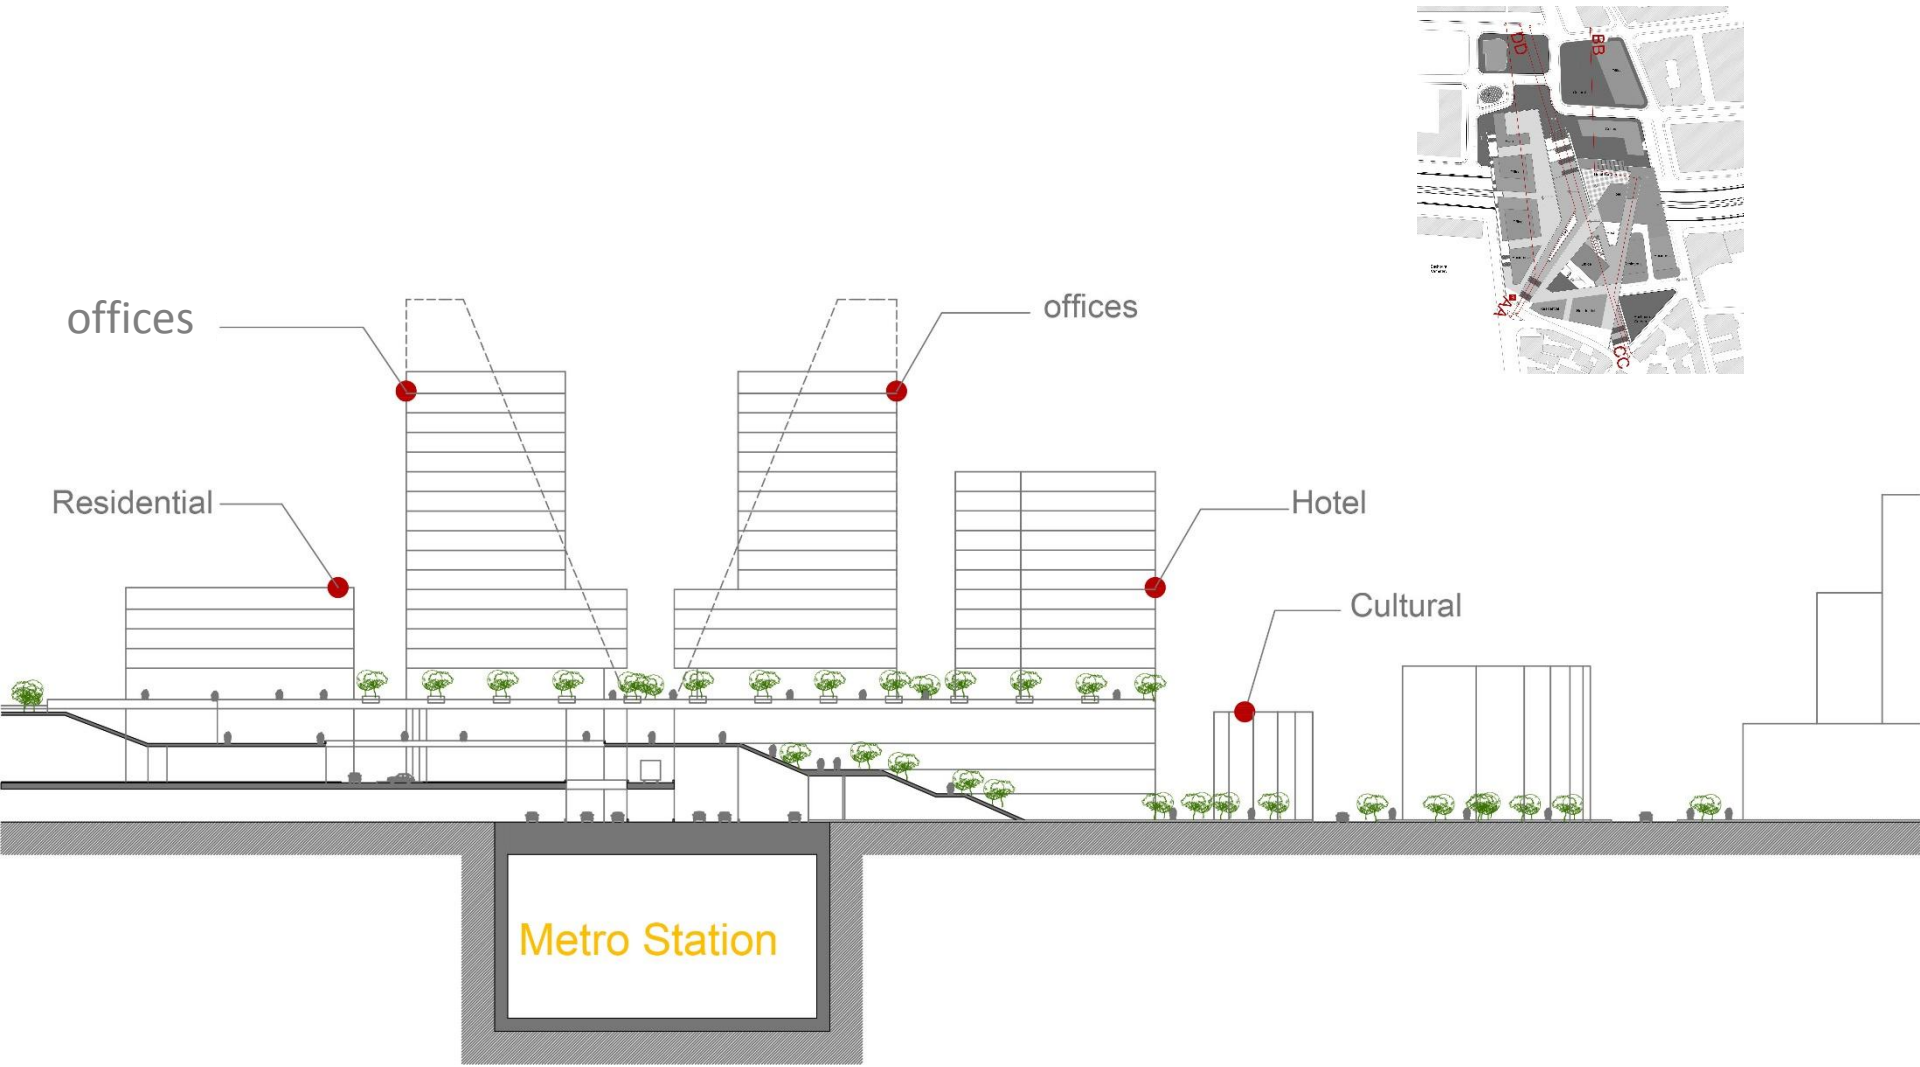 DD
BB
AA
CC
offices
offices
Residential
Hotel
Cultural
Metro Station